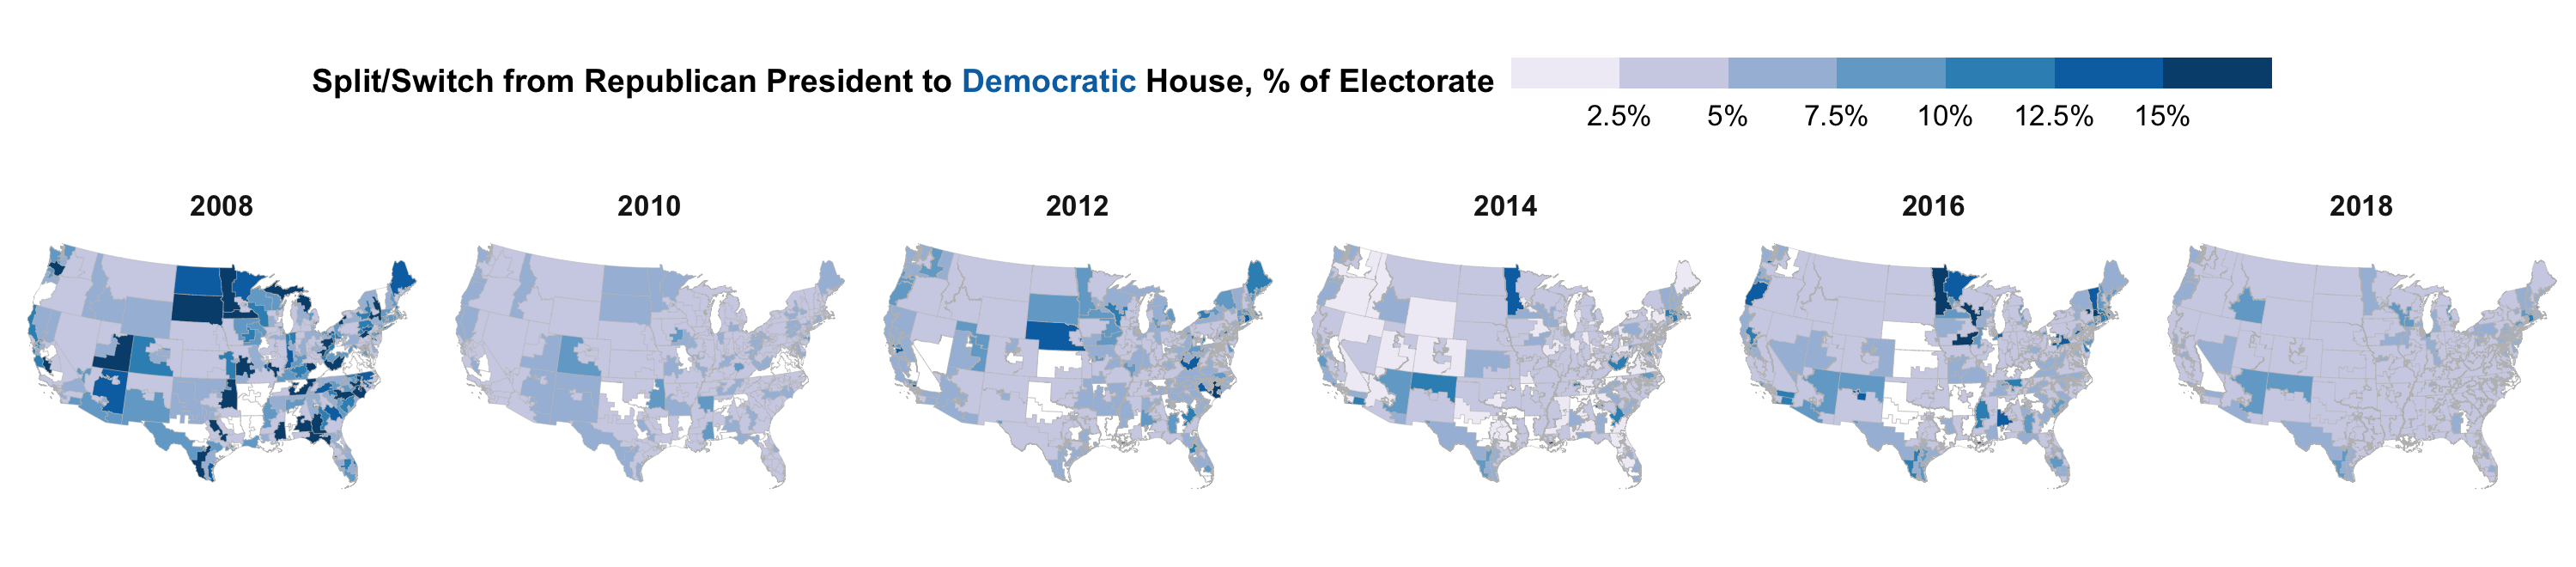 Split/Switch from Republican President to Democratic House, % of Electorate
2.5% 5% 7.5% 10% 12.5% 15%
2008 2010 2012 2014 2016 2018